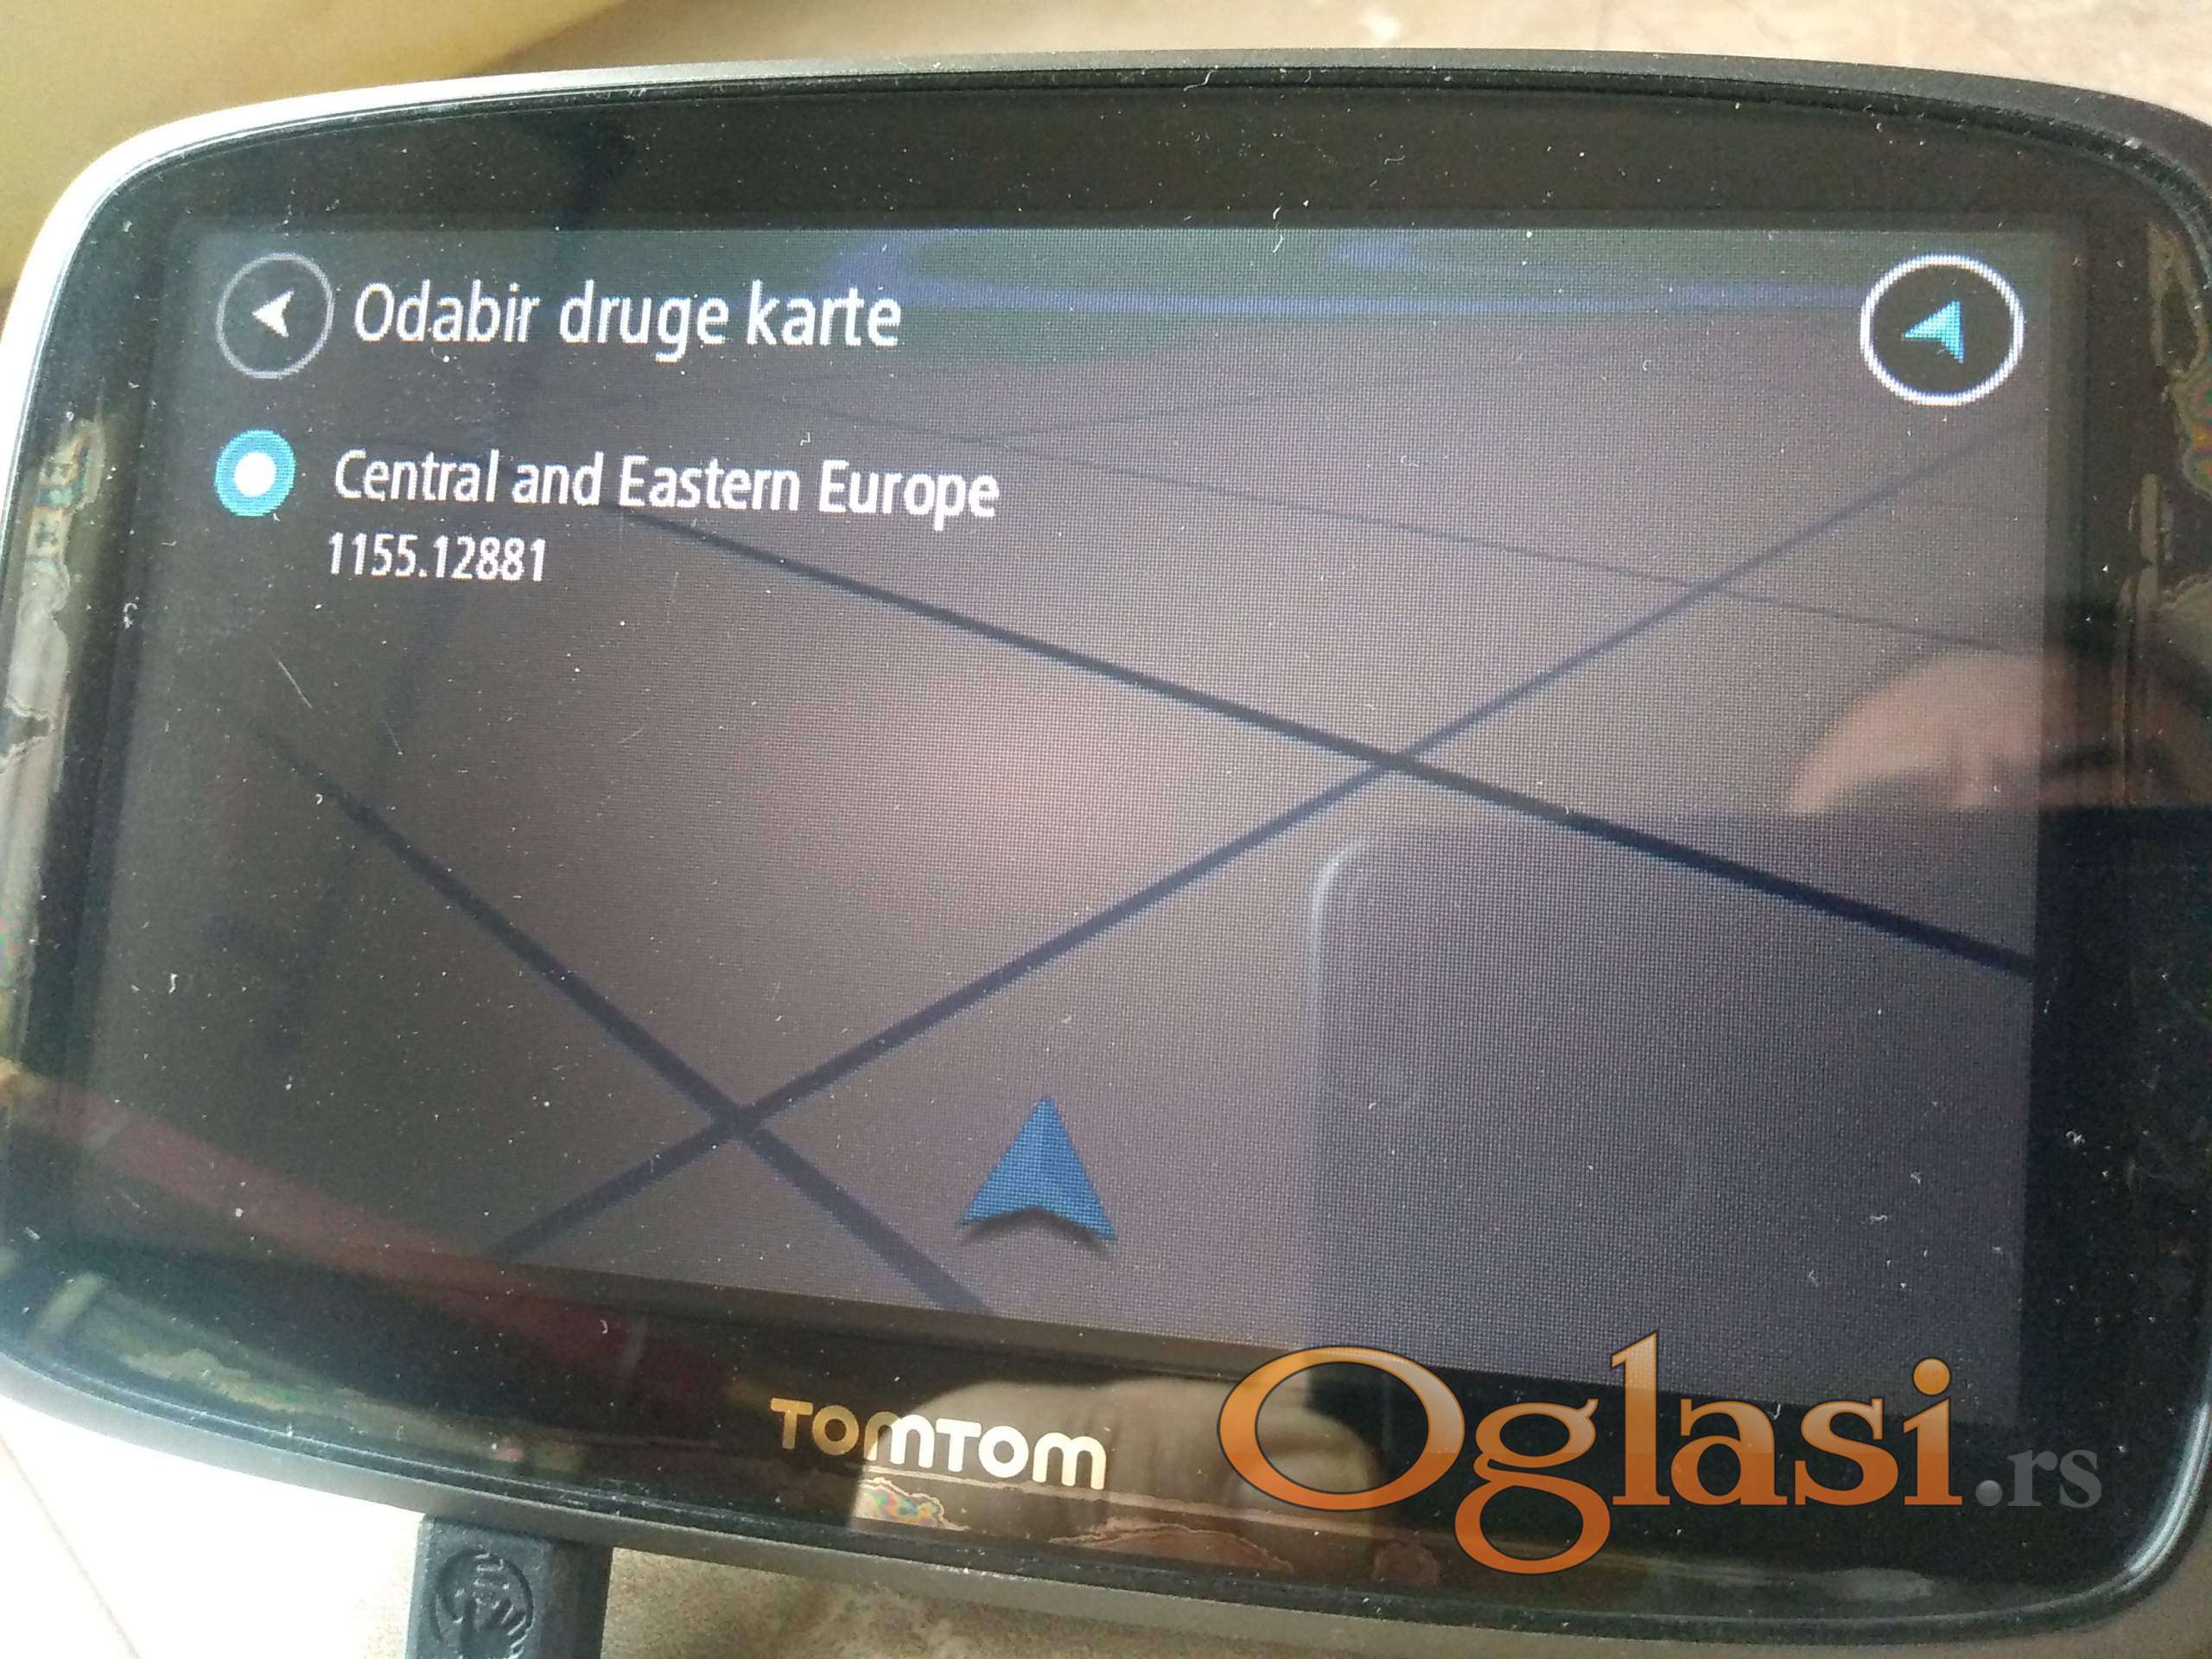 Odabir druge karte
Central and Eastern Europe
1155.12881
TOMTOM
Oglasi.rs